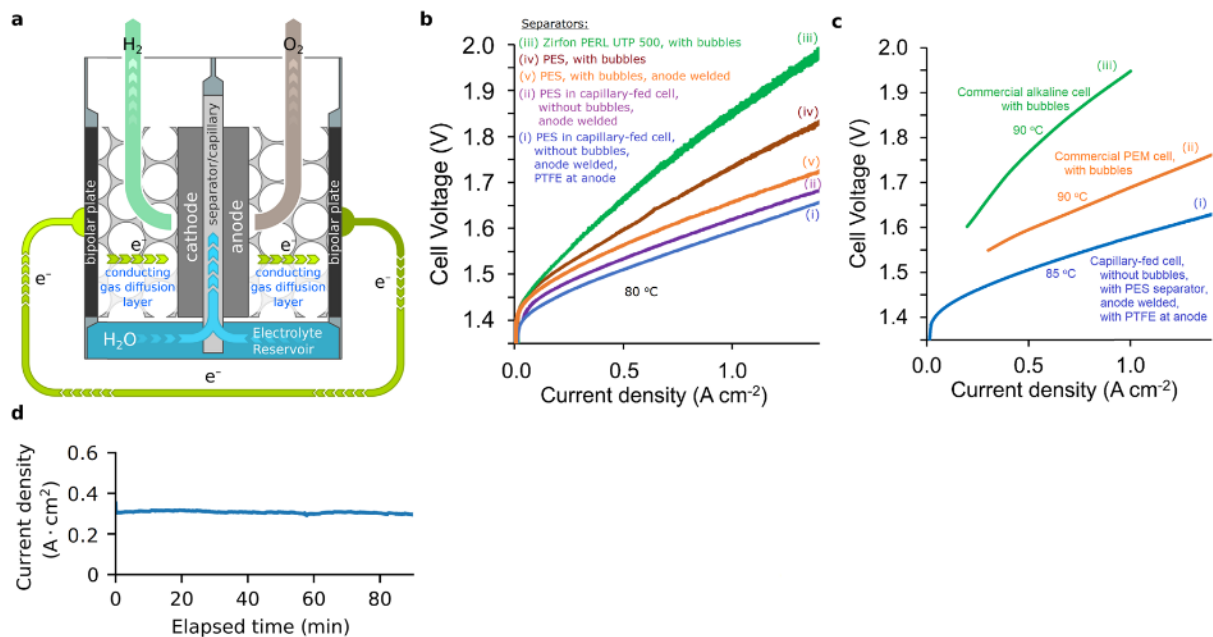 a
H2
O2
bipolar plate
cathode
separator/capillary
anode
bipolar plate
e–
e–
e–
e–
conducting
gas diffusion
layer
conducting
gas diffusion
layer
H2O
Electrolyte
Reservoir
e–
b
Separators:
(iii) Zirfon PERL UTP 500, with bubbles
(iv) PES, with bubbles
(v) PES, with bubbles, anode welded
(ii) PES in capillary-fed cell,
without bubbles,
anode welded
(i) PES in capillary-fed cell,
without bubbles,
anode welded,
PTFE at anode
(iii)
(iv)
(v)
(ii)
(i)
80 ºC
Cell Voltage (V)
2.0
1.9
1.8
1.7
1.6
1.5
1.4
0.0
0.5
1.0
Current density (A cm-2)
c
(iii)
Commercial alkaline cell
with bubbles
90 ºC
(ii)
Commercial PEM cell,
with bubbles
90 ºC
(i)
85 ºC
Capillary-fed cell,
without bubbles,
with PES separator,
anode welded,
with PTFE at anode
Cell Voltage (V)
2.0
1.9
1.8
1.7
1.6
1.5
1.4
0.0
0.5
1.0
Current density (A cm-2)
d
Current density
(A · cm2)
0.6
0.4
0.2
0
0
20
40
60
80
Elapsed time (min)